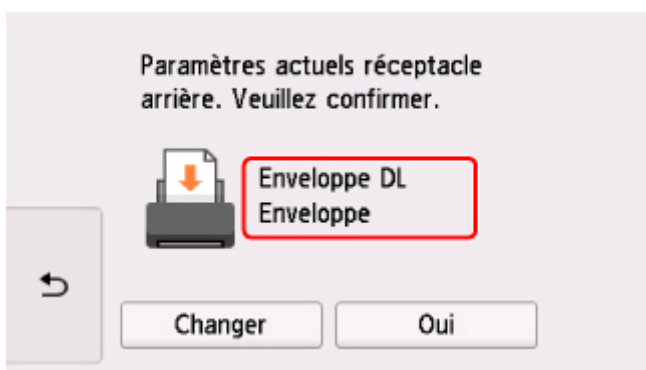 Paramètres actuels réceptacle
arrière. Veuillez confirmer.
Enveloppe DL
Enveloppe
Changer
Oui